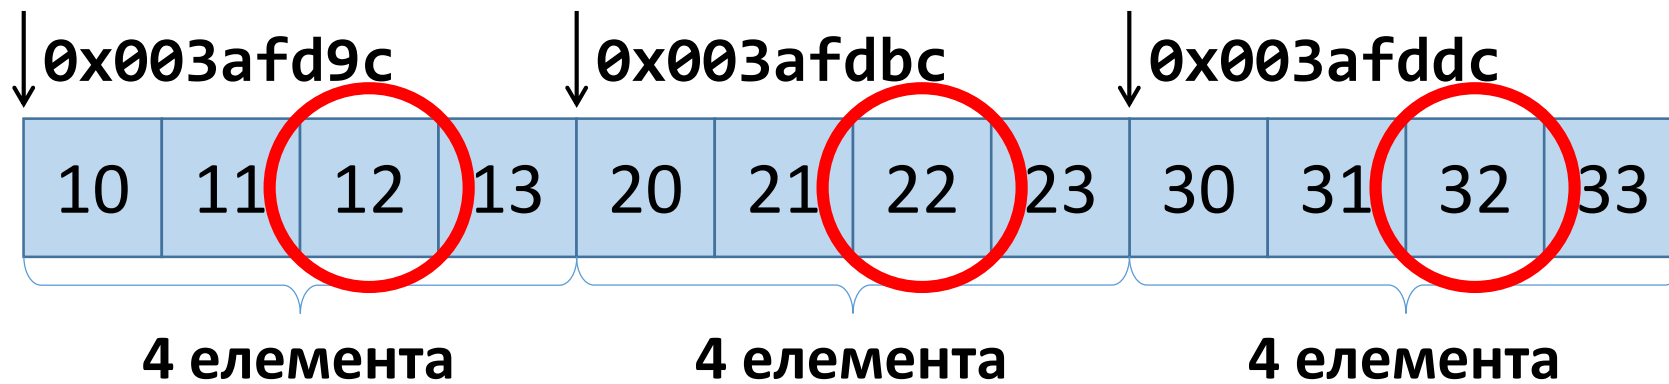 0x003afd9c 0x003afdbc 0x003afddc
10 11 12 13 20 21 22 23 30 31 32 33
4 елемента 4 елемента 4 елемента